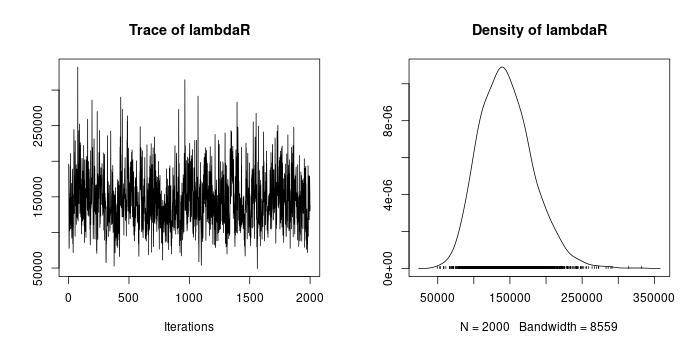 Trace of lambdaR
50000 150000 250000
0 500 1000 1500 2000
Iterations
Density of lambdaR
0e+00 4e-06 8e-06
50000 150000 250000 350000
N = 2000 Bandwidth = 8559